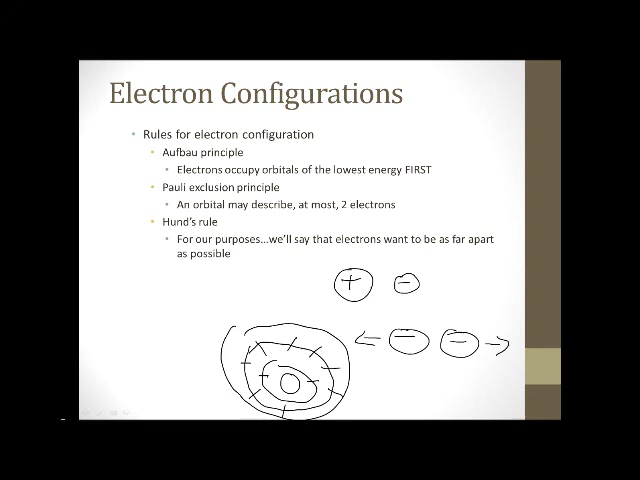 Electron Configurations
• Rules for electron configuration
• Aufbau principle
• Electrons occupy orbitals of the lowest energy FIRST
• Pauli exclusion principle
• An orbital may describe, at most, 2 electrons
• Hund's rule
• For our purposes...we'll say that electrons want to be as far apart
as possible
+ −
← − − →